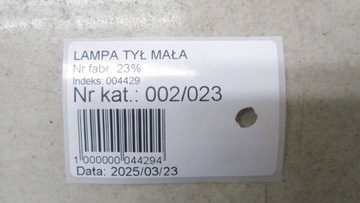 LAMPA TYŁ MAŁA
Nr fabr. 23%
Indeks: 004429
Nr kat.: 002/023
1 000000 044294
Data: 2025/03/23